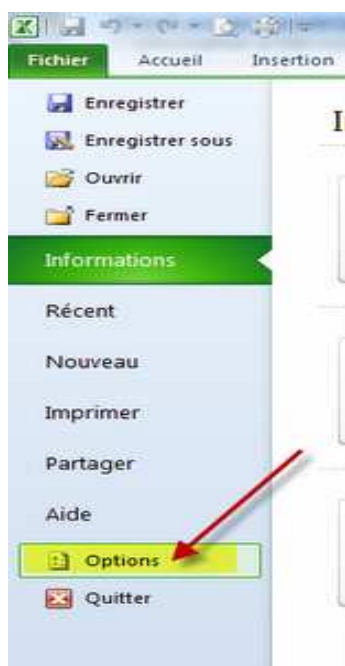 Fichier Accueil Insertion
Enregistrer
Enregistrer sous
Ouvrir
Fermer
Informations
Récent
Nouveau
Imprimer
Partager
Aide
Options
Quitter